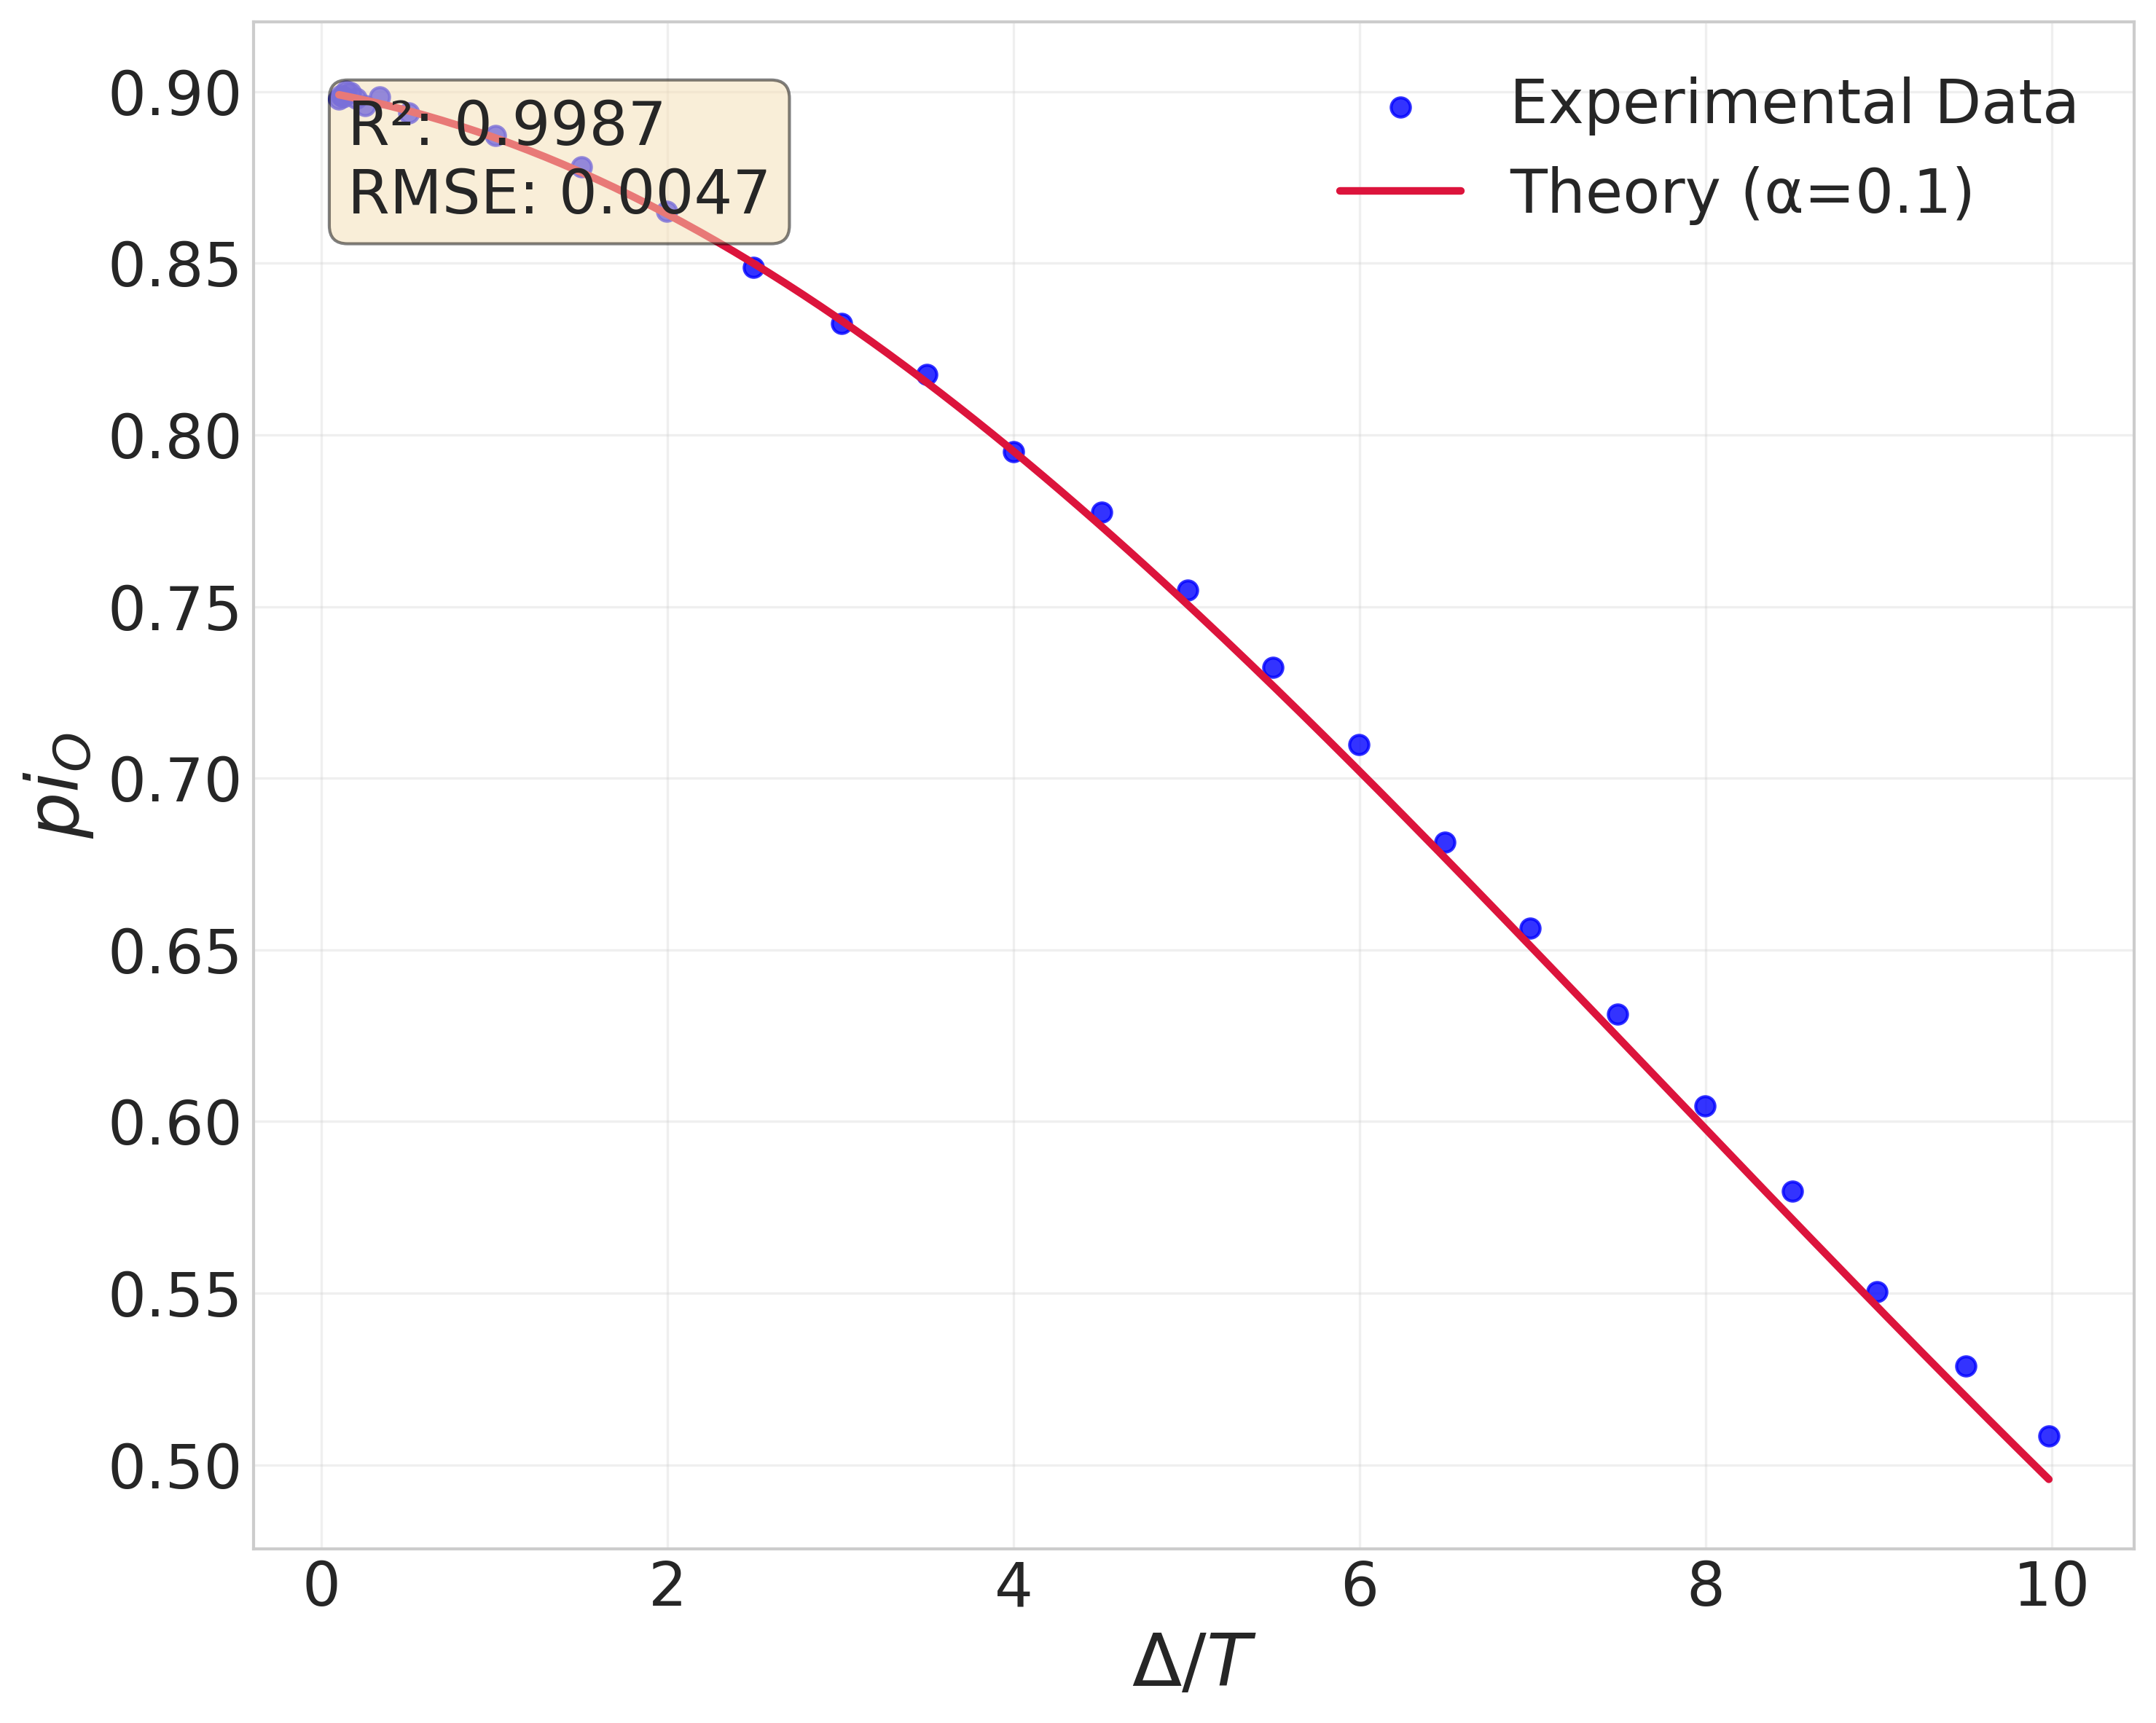 R²: 0.9987
RMSE: 0.0047
Experimental Data
Theory (α=0.1)
0.90
0.85
0.80
0.75
0.70
0.65
0.60
0.55
0.50
pi_O
0 2 4 6 8 10
Δ/T